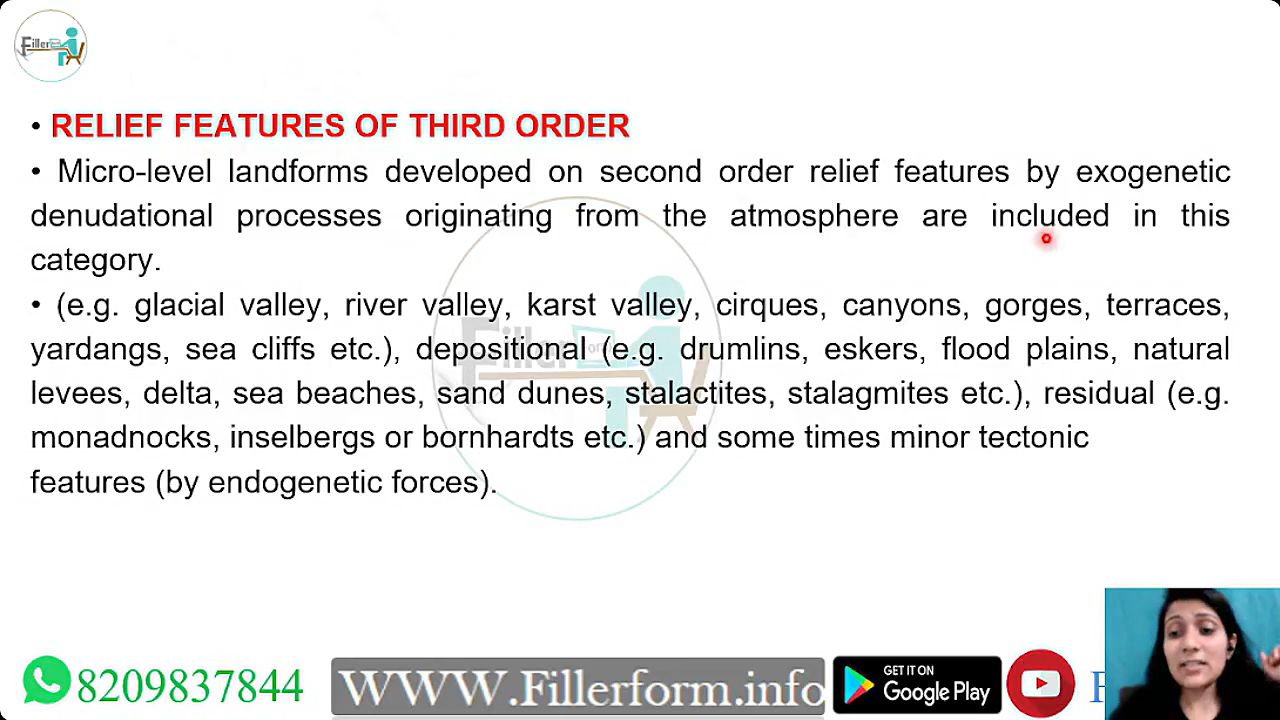 Filler
• RELIEF FEATURES OF THIRD ORDER
• Micro-level landforms developed on second order relief features by exogenetic
denudational processes originating from the atmosphere are included in this
category.
• (e.g. glacial valley, river valley, karst valley, cirques, canyons, gorges, terraces,
yardangs, sea cliffs etc.), depositional (e.g. drumlins, eskers, flood plains, natural
levees, delta, sea beaches, sand dunes, stalactites, stalagmites etc.), residual (e.g.
monadnocks, inselbergs or bornhardts etc.) and some times minor tectonic
features (by endogenetic forces).
Filler form
8209837844
WWW.Fillerform.info
GET IT ON
Google Play
F